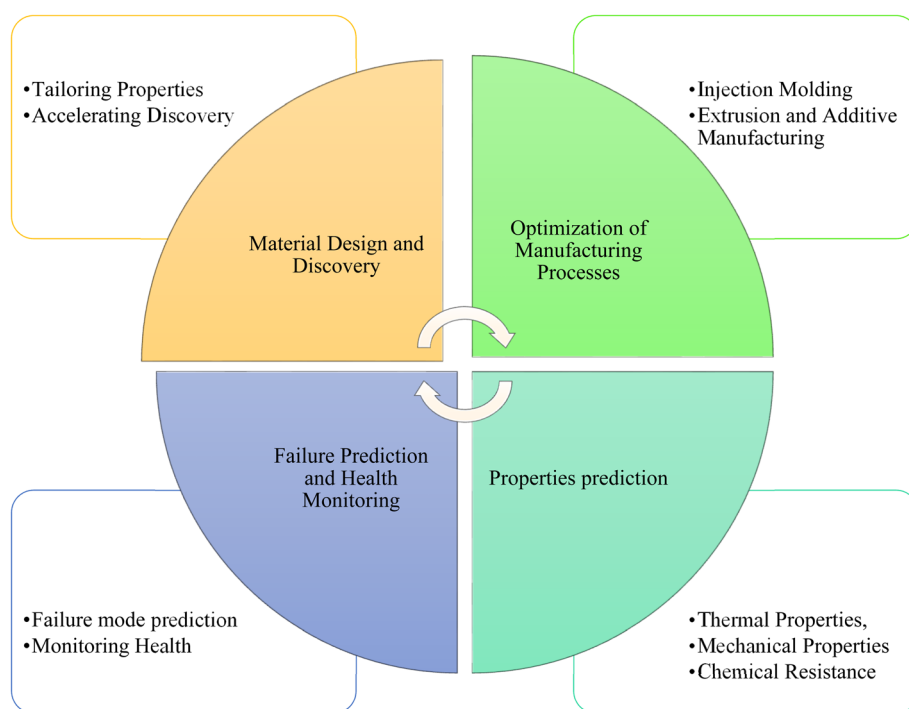 •Tailoring Properties
•Accelerating Discovery
•Injection Molding
•Extrusion and Additive
Manufacturing
Material Design and
Discovery
Optimization of
Manufacturing
Processes
Failure Prediction
and Health
Monitoring
Properties prediction
•Failure mode prediction
•Monitoring Health
•Thermal Properties,
•Mechanical Properties
•Chemical Resistance